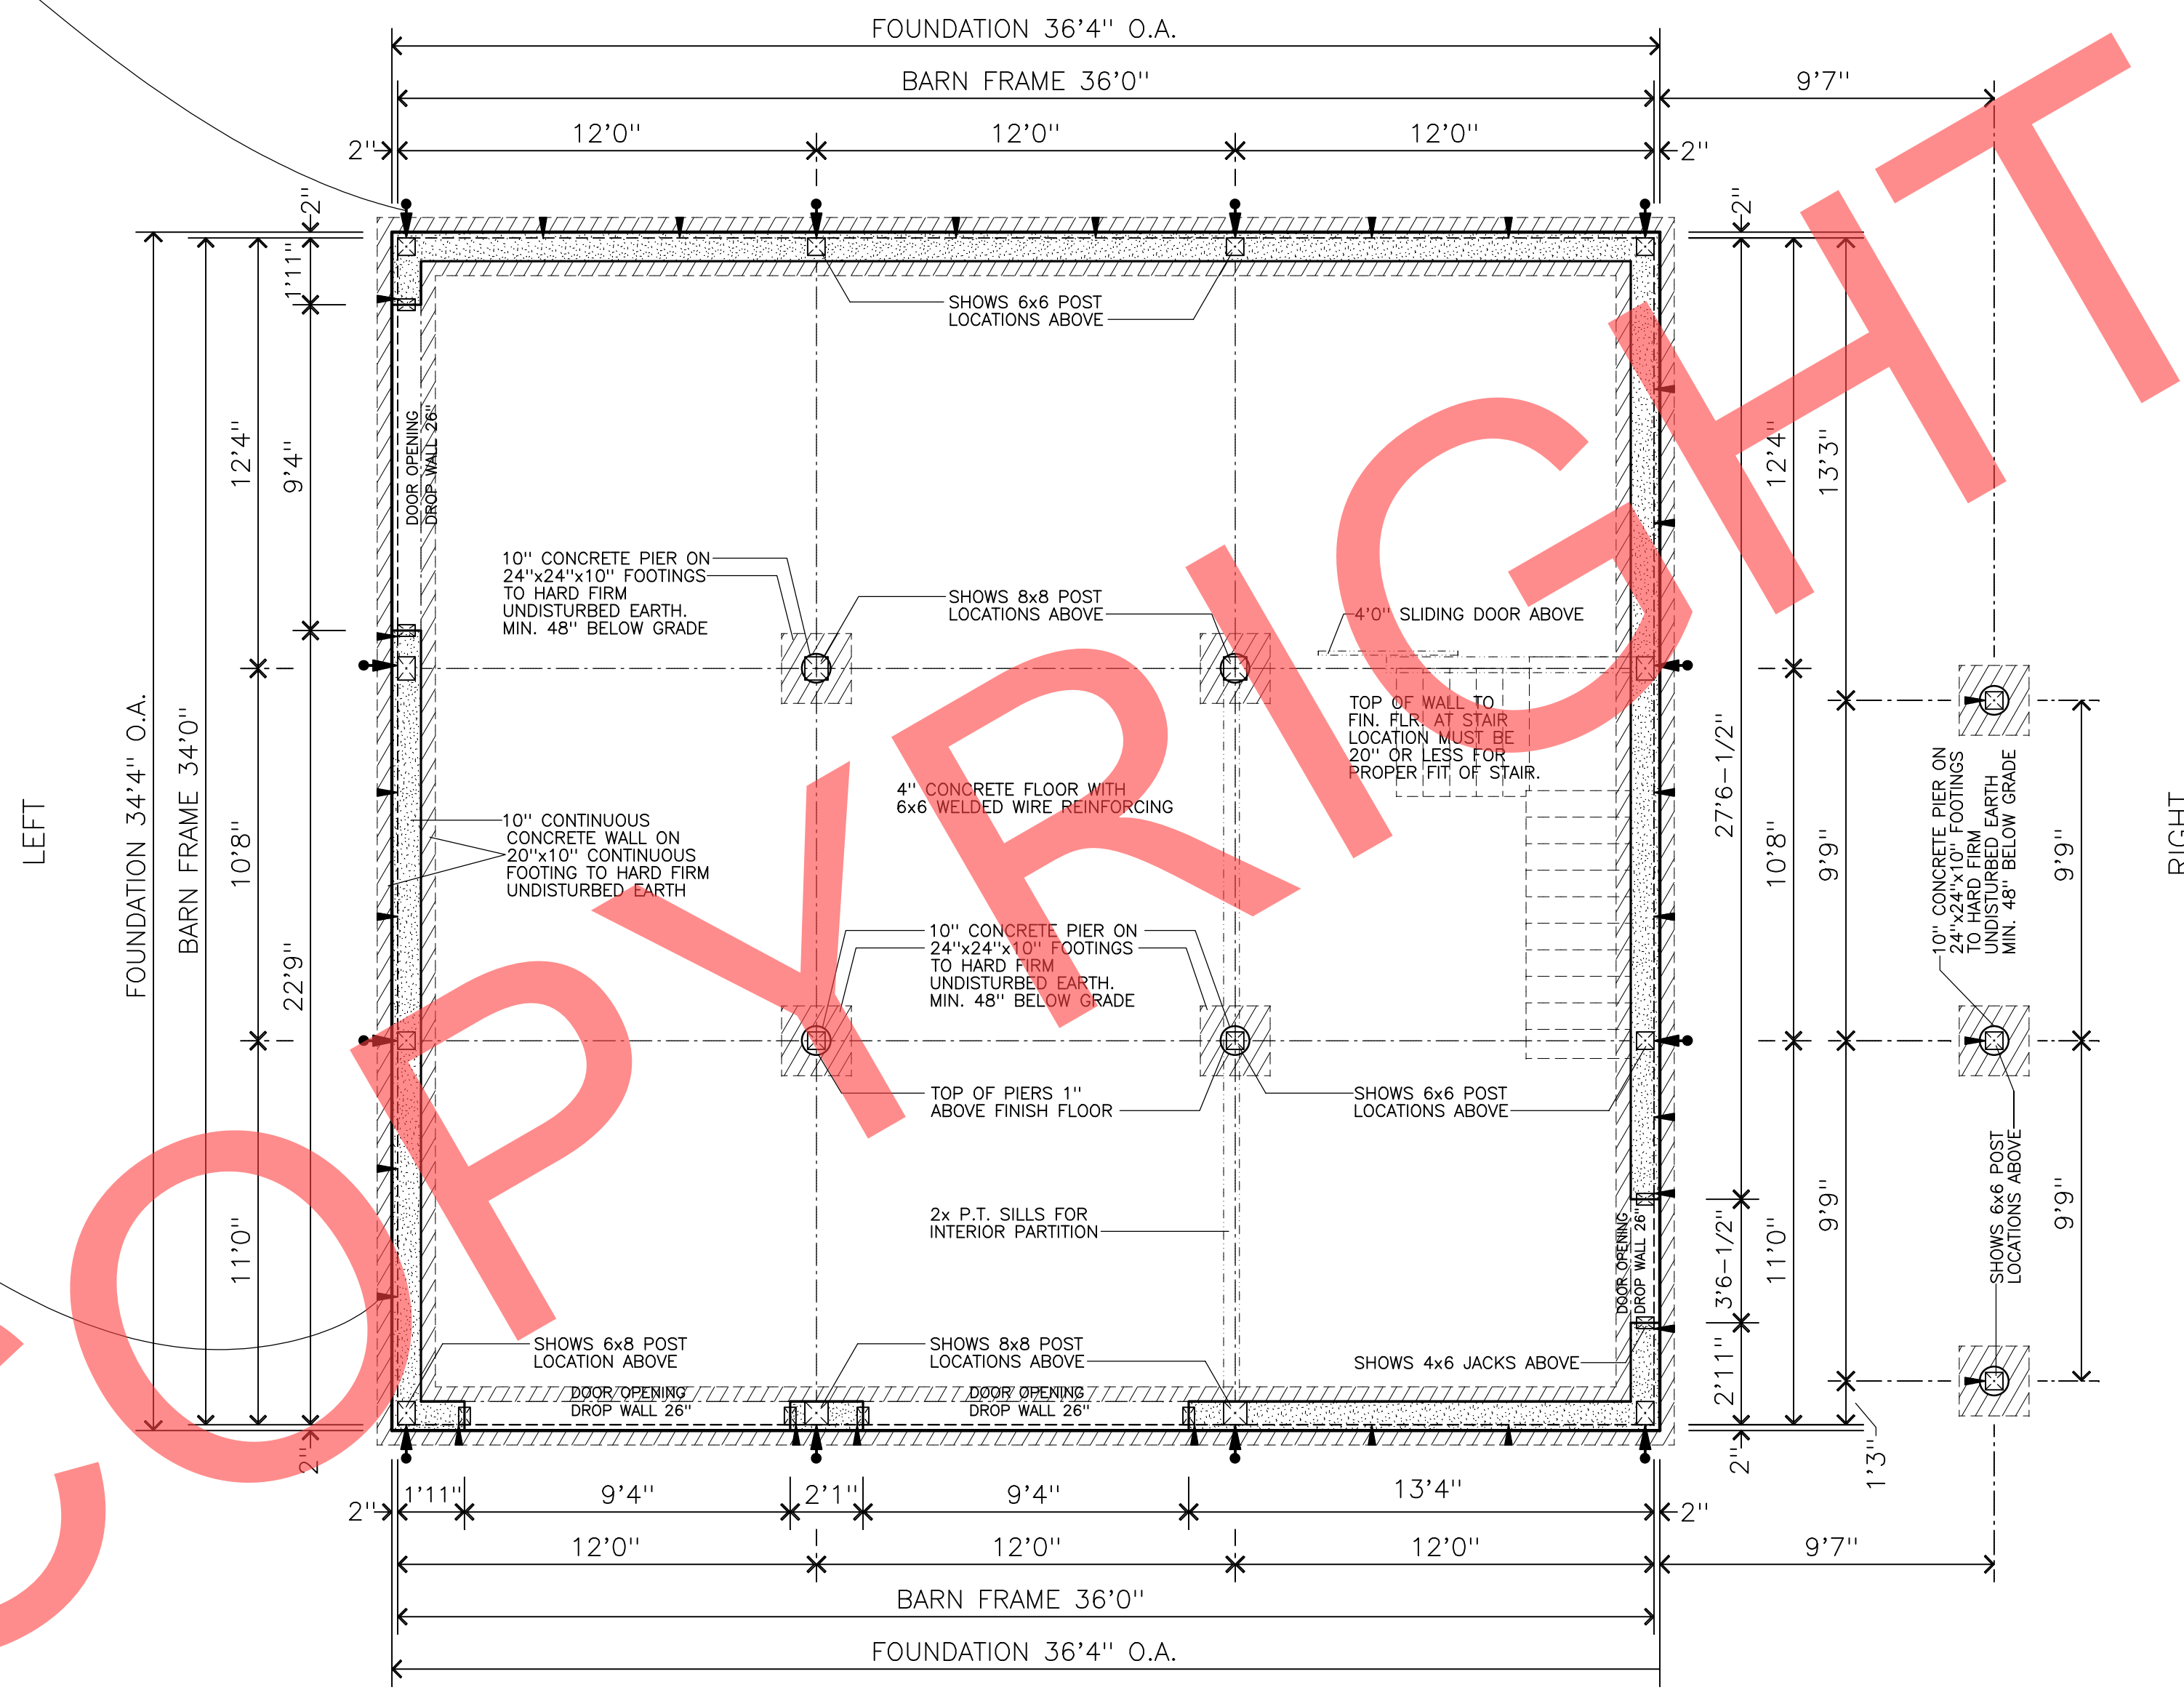 FOUNDATION 36'4" O.A.
BARN FRAME 36'0"
9'7"
12'0"
12'0"
12'0"
2"
2"
2"
2"
1'11"
12'4"
9'4"
10'8"
22'9"
11'0"
2"
FOUNDATION 34'4" O.A.
BARN FRAME 34'0"
LEFT
RIGHT
SHOWS 6x6 POST
LOCATIONS ABOVE
DOOR OPENING
DROP WALL 26"
10" CONCRETE PIER ON
24"x24"x10" FOOTINGS
TO HARD FIRM
UNDISTURBED EARTH.
MIN. 48" BELOW GRADE
SHOWS 8x8 POST
LOCATIONS ABOVE
4'0" SLIDING DOOR ABOVE
TOP OF WALL TO
FIN. FLR. AT STAIR
LOCATION MUST BE
20" OR LESS FOR
PROPER FIT OF STAIR.
4" CONCRETE FLOOR WITH
6x6 WELDED WIRE REINFORCING
10" CONTINUOUS
CONCRETE WALL ON
20"x10" CONTINUOUS
FOOTING TO HARD FIRM
UNDISTURBED EARTH
10" CONCRETE PIER ON
24"x24"x10" FOOTINGS
TO HARD FIRM
UNDISTURBED EARTH.
MIN. 48" BELOW GRADE
TOP OF PIERS 1"
ABOVE FINISH FLOOR
SHOWS 6x6 POST
LOCATIONS ABOVE
2x P.T. SILLS FOR
INTERIOR PARTITION
SHOWS 6x8 POST
LOCATION ABOVE
SHOWS 8x8 POST
LOCATIONS ABOVE
SHOWS 4x6 JACKS ABOVE
DOOR OPENING
DROP WALL 26"
DOOR OPENING
DROP WALL 26"
DOOR OPENING
DROP WALL 26"
27'6-1/2"
3'6-1/2"
2'11"
2"
12'4"
10'8"
11'0"
13'3"
9'9"
9'9"
1'3"
9'9"
9'9"
10" CONCRETE PIER ON
24"x24"x10" FOOTINGS
TO HARD FIRM
UNDISTURBED EARTH
MIN. 48" BELOW GRADE
SHOWS 6x6 POST
LOCATIONS ABOVE
2"
1'11"
9'4"
2'1"
9'4"
13'4"
2"
12'0"
12'0"
12'0"
9'7"
BARN FRAME 36'0"
FOUNDATION 36'4" O.A.
COPYRIGHT